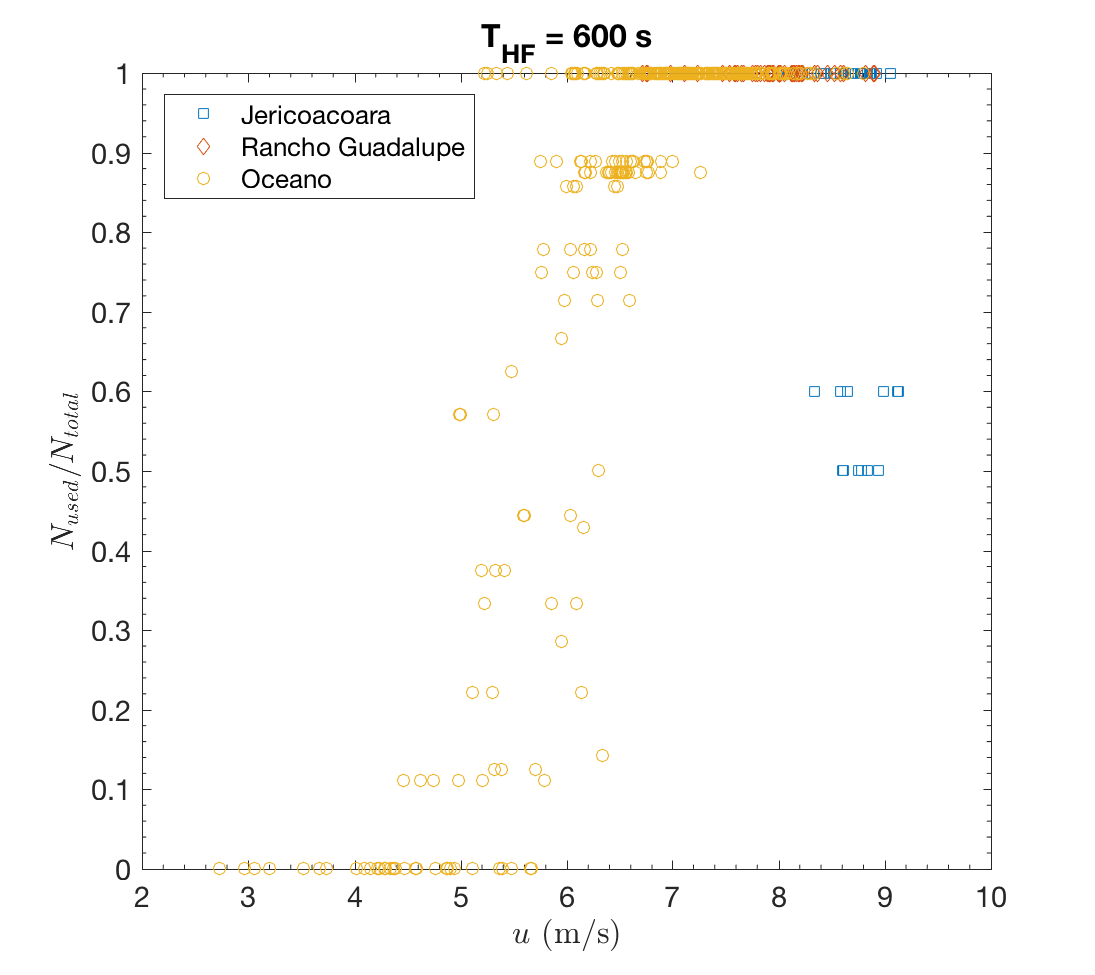 T_HF = 600 s
1
0.9
0.8
0.7
0.6
0.5
0.4
0.3
0.2
0.1
0
N_used/N_total
Jericoacoara
Rancho Guadalupe
Oceano
2 3 4 5 6 7 8 9 10
u (m/s)